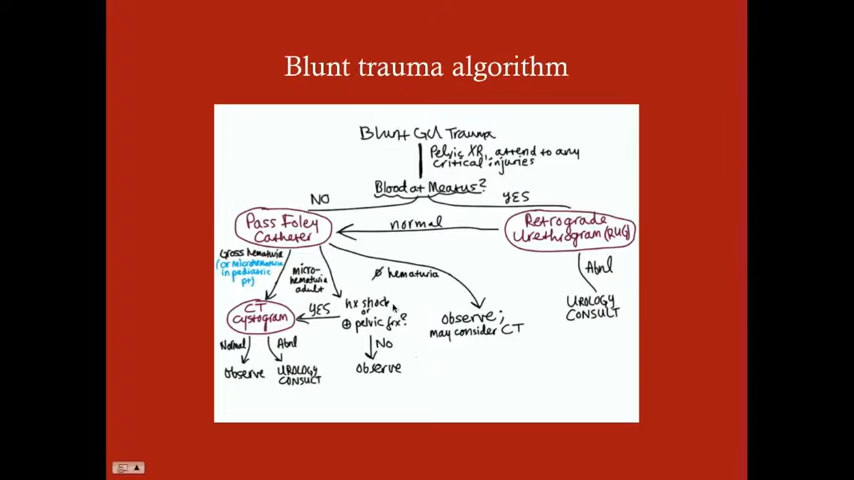 Blunt trauma algorithm
Blunt GU Trauma
Pelvic XR, attend to any
critical injuries
Blood at Meatus?
NO
YES
Pass Foley
Catheter
normal
Retrograde
Urethrogram (RUG)
Gross hematuria
(or microhematuria
in pediatric
pt)
micro-
hematuria
adult
Ø hematuria
Abnl
CT
Cystogram
YES
hx shock
or
⊕ pelvic frx?
observe;
may consider CT
UROLOGY
CONSULT
Normal
Abnl
NO
observe
UROLOGY
CONSULT
observe